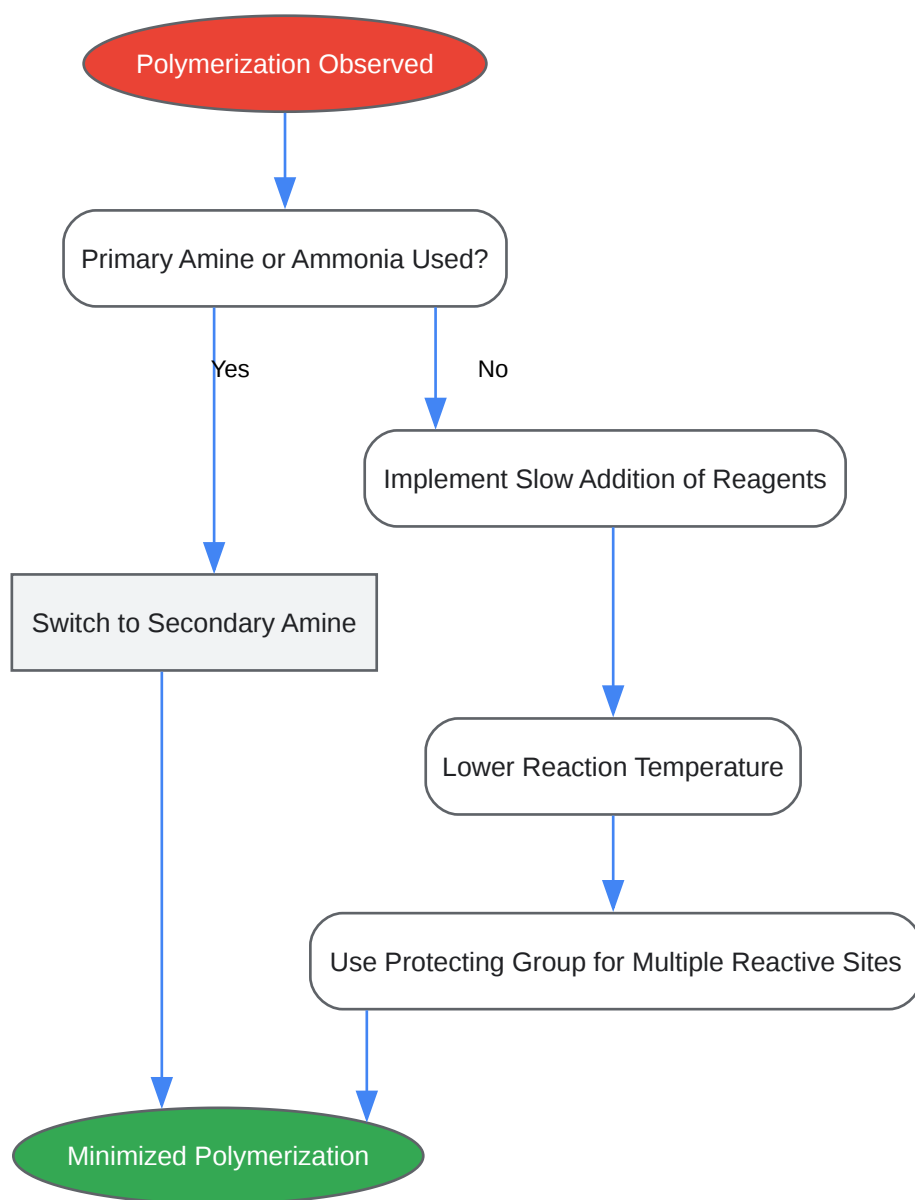 Polymerization Observed
Primary Amine or Ammonia Used?
Yes
No
Implement Slow Addition of Reagents
Switch to Secondary Amine
Lower Reaction Temperature
Use Protecting Group for Multiple Reactive Sites
Minimized Polymerization